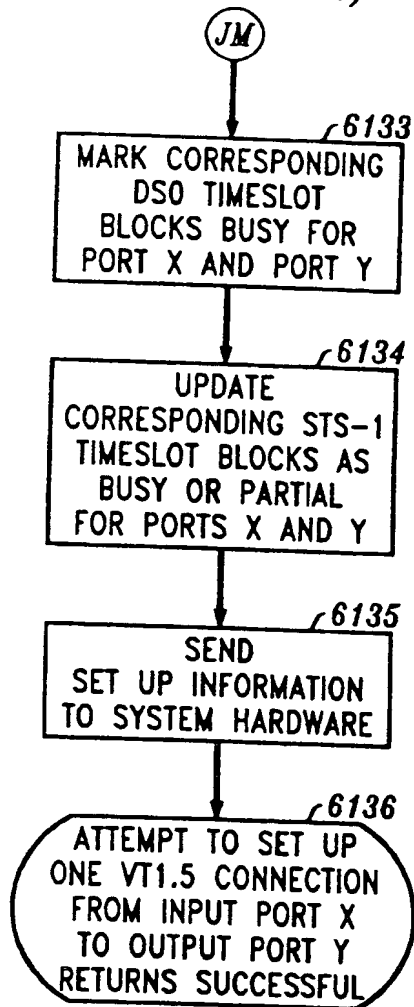 JM
6133
MARK CORRESPONDING
DS0 TIMESLOT
BLOCKS BUSY FOR
PORT X AND PORT Y
6134
UPDATE
CORRESPONDING STS-1
TIMESLOT BLOCKS AS
BUSY OR PARTIAL
FOR PORTS X AND Y
6135
SEND
SET UP INFORMATION
TO SYSTEM HARDWARE
6136
ATTEMPT TO SET UP
ONE VT1.5 CONNECTION
FROM INPUT PORT X
TO OUTPUT PORT Y
RETURNS SUCCESSFUL